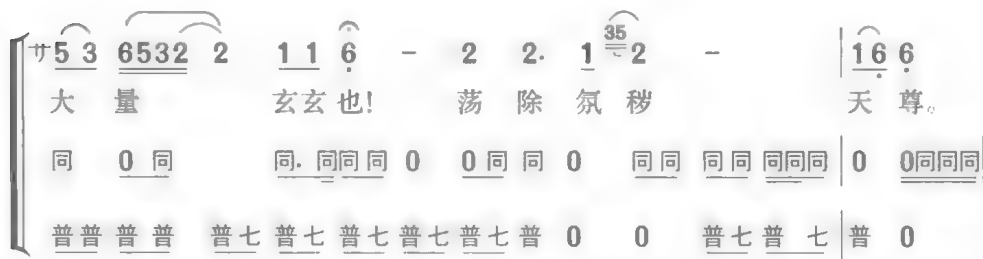 サ 5 3 6532 2 1 1 6 - 2 2. 1 35 2 - 16 6
大 量 玄玄也! 荡 除 氛 秽 天 尊。
同 0 同 同. 同同同 0 0 同 同 0 同同 同同 同同同 0 0同同同
普普 普普 普七 普七 普七 普七 普七 普 0 0 普七 普 七 普 0